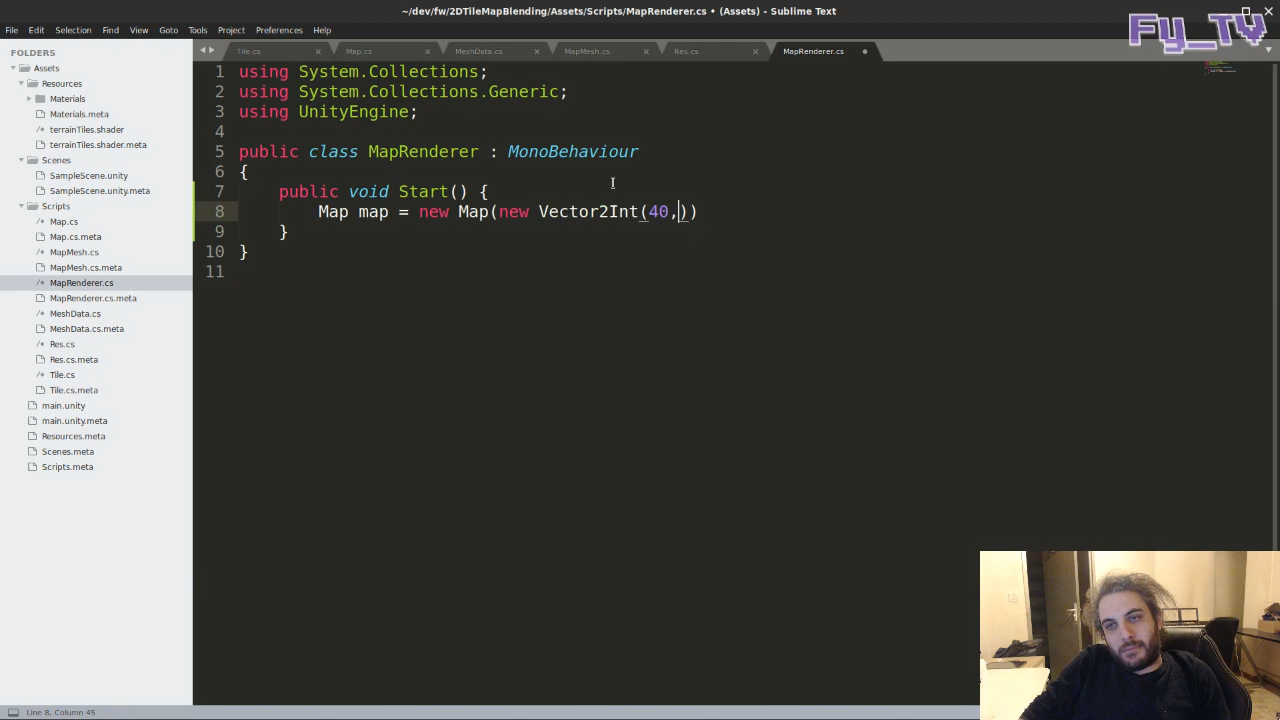 ~/dev/fw/2DTileMapBlending/Assets/Scripts/MapRenderer.cs • (Assets) - Sublime Text
Fy_TV
File Edit Selection Find View Goto Tools Project Preferences Help
FOLDERS
Assets
Resources
Materials
Materials.meta
terrainTiles.shader
terrainTiles.shader.meta
Scenes
SampleScene.unity
SampleScene.unity.meta
Scripts
Map.cs
Map.cs.meta
MapMesh.cs
MapMesh.cs.meta
MapRenderer.cs
MapRenderer.cs.meta
MeshData.cs
MeshData.cs.meta
Res.cs
Res.cs.meta
Tile.cs
Tile.cs.meta
main.unity
main.unity.meta
Resources.meta
Scenes.meta
Scripts.meta
Tile.cs Map.cs MeshData.cs MapMesh.cs Res.cs MapRenderer.cs
1 using System.Collections;
2 using System.Collections.Generic;
3 using UnityEngine;
4
5 public class MapRenderer : MonoBehaviour
6 {
7 public void Start() {
8 Map map = new Map(new Vector2Int(40,))
9 }
10 }
11
Line 8, Column 45